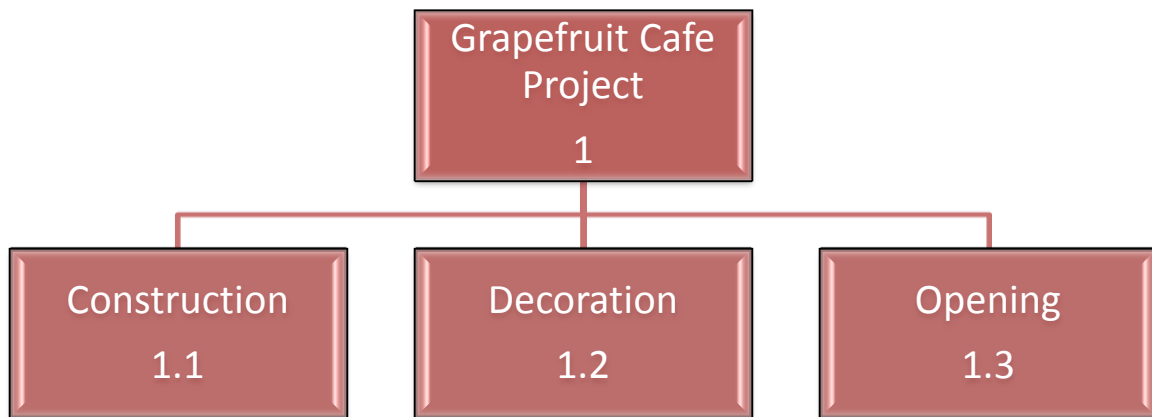 Grapefruit Cafe
Project
1
Construction
1.1
Decoration
1.2
Opening
1.3